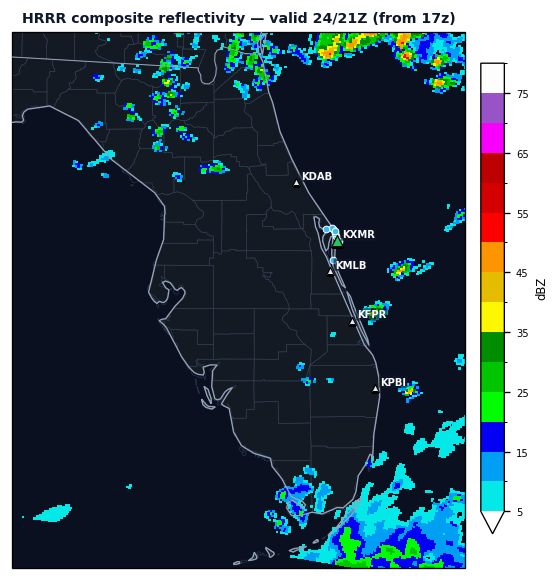 HRRR composite reflectivity — valid 24/21Z (from 17z)
KDAB
KXMR
KMLB
KFPR
KPBI
75
65
55
45
35
25
15
5
dBZ